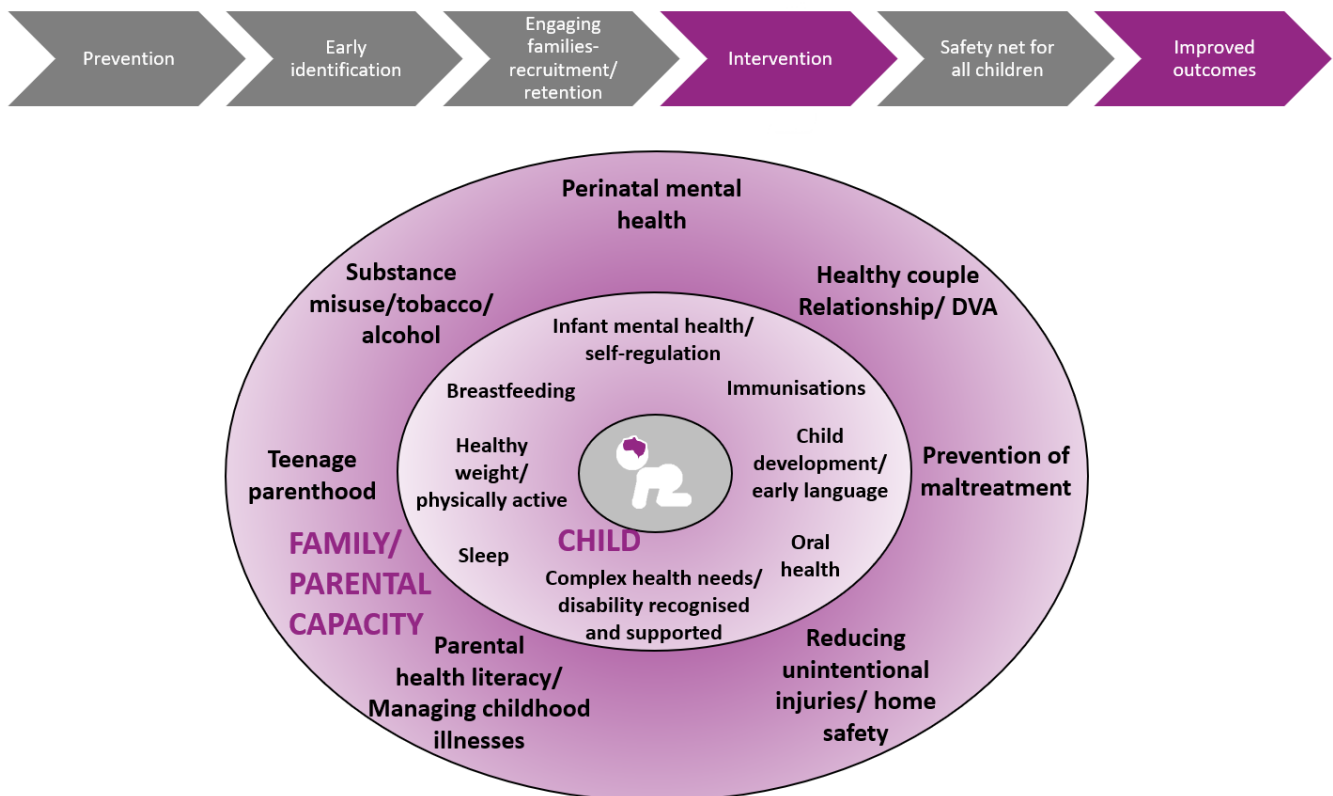 Prevention
Early
identification
Engaging
families-
recruitment/
retention
Intervention
Safety net for
all children
Improved
outcomes
Perinatal mental
health
Substance
misuse/tobacco/
alcohol
Healthy couple
Relationship/ DVA
Infant mental health/
self-regulation
Breastfeeding
Immunisations
Healthy
weight/
physically active
Child
development/
early language
Teenage
parenthood
Prevention of
maltreatment
FAMILY/
PARENTAL
CAPACITY
CHILD
Sleep
Oral
health
Complex health needs/
disability recognised
and supported
Parental
health literacy/
Managing childhood
illnesses
Reducing
unintentional
injuries/ home
safety